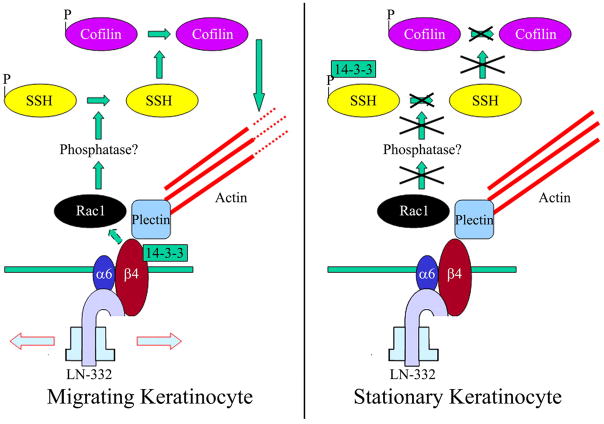 P
Cofilin
Cofilin
P
SSH
SSH
Phosphatase?
Rac1
Plectin
Actin
14-3-3
α6
β4
LN-332
Migrating Keratinocyte
P
Cofilin
Cofilin
14-3-3
P
SSH
SSH
Phosphatase?
Rac1
Plectin
Actin
α6
β4
LN-332
Stationary Keratinocyte